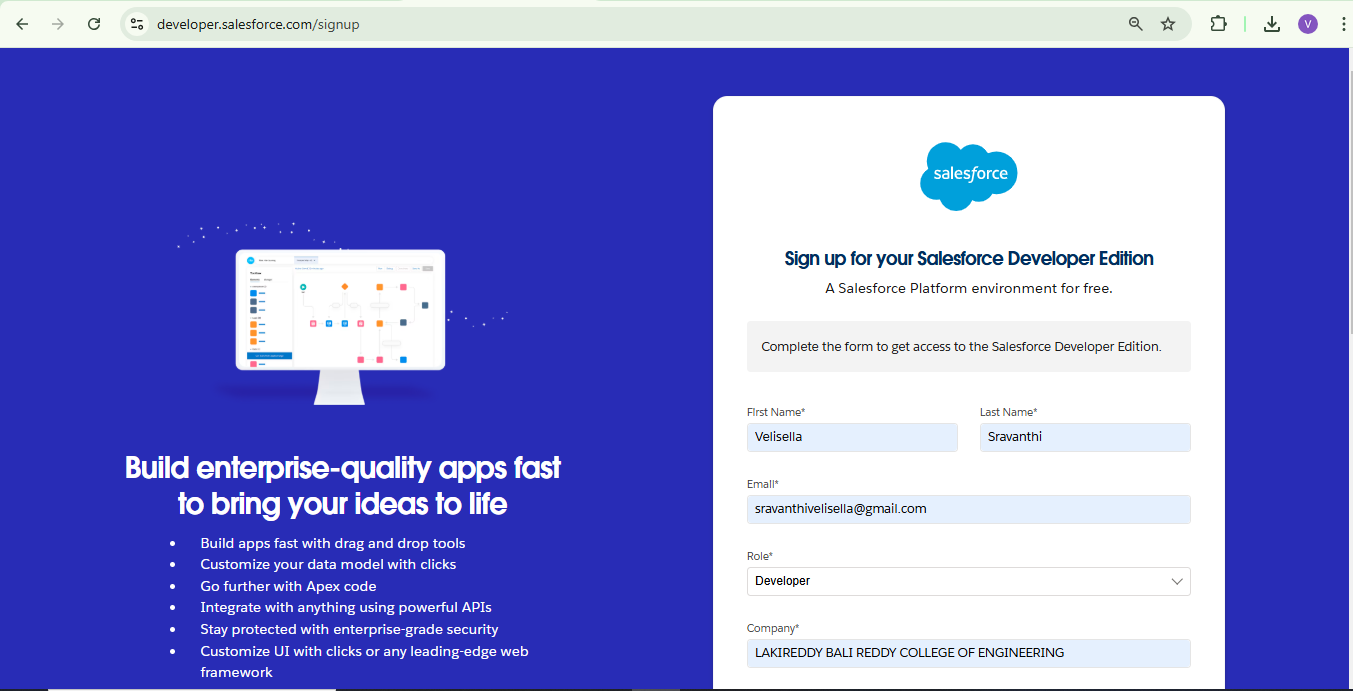 developer.salesforce.com/signup
V
salesforce
Sign up for your Salesforce Developer Edition
A Salesforce Platform environment for free.
Complete the form to get access to the Salesforce Developer Edition.
First Name*
Last Name*
Velisella
Sravanthi
Email*
sravanthivelisella@gmail.com
Role*
Developer
Company*
LAKIREDDY BALI REDDY COLLEGE OF ENGINEERING
Build enterprise-quality apps fast
to bring your ideas to life
• Build apps fast with drag and drop tools
• Customize your data model with clicks
• Go further with Apex code
• Integrate with anything using powerful APIs
• Stay protected with enterprise-grade security
• Customize UI with clicks or any leading-edge web
framework